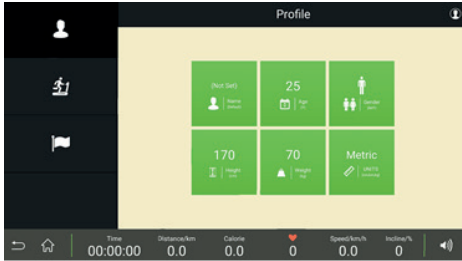 Profile
(Not Set)
Name
25
Age
Gender
170
Height
70
Weight
Metric
UNITS
Time
00:00:00
Distance/km
0.0
Calorie
0.0
0
Speed/km/h
0.0
Incline/%
0